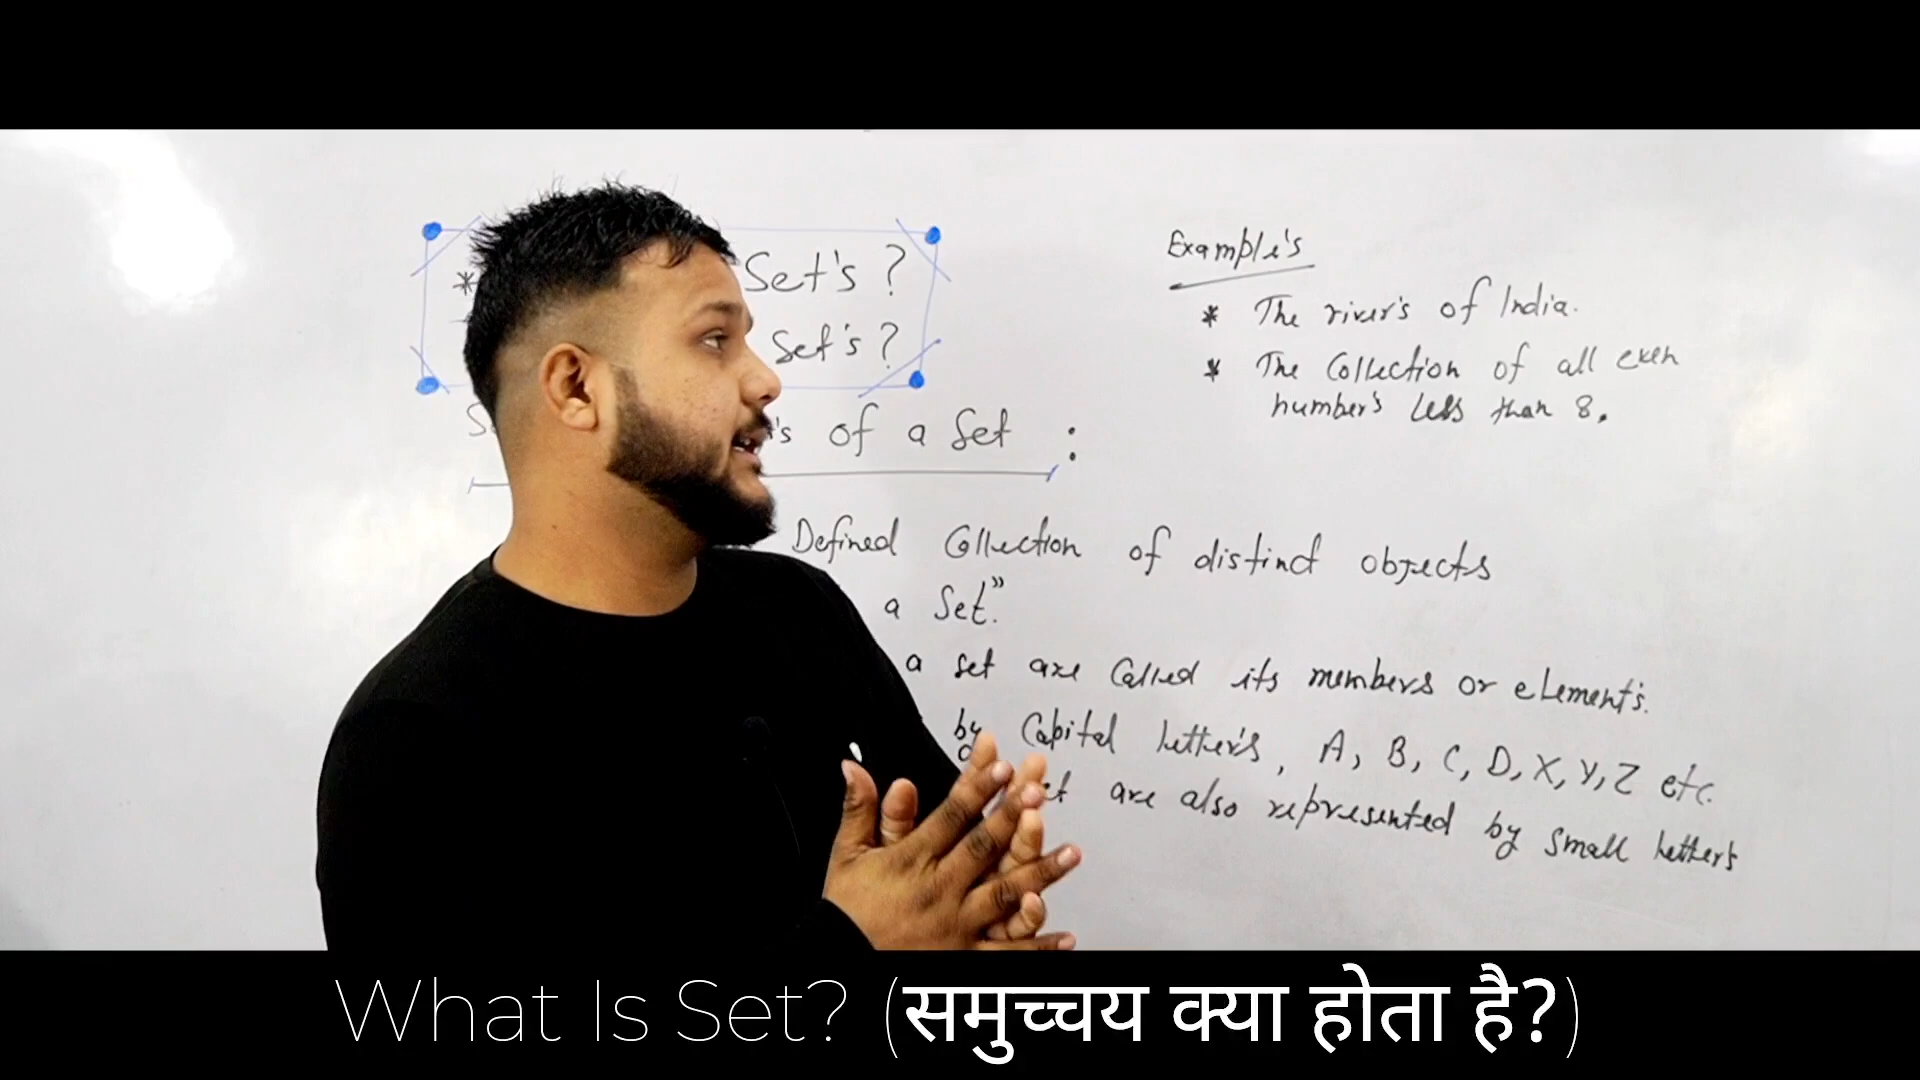 * Set's ?
Set's ?
's of a Set :
Defined Collection of distinct objects
a Set."
a set are Called its members or element's.
by Capital letter's, A, B, C, D, X, Y, Z etc.
are also represented by small letter's
Example's
* The river's of India.
* The Collection of all even
number's less than 8.
What Is Set? (समुच्चय क्या होता है?)